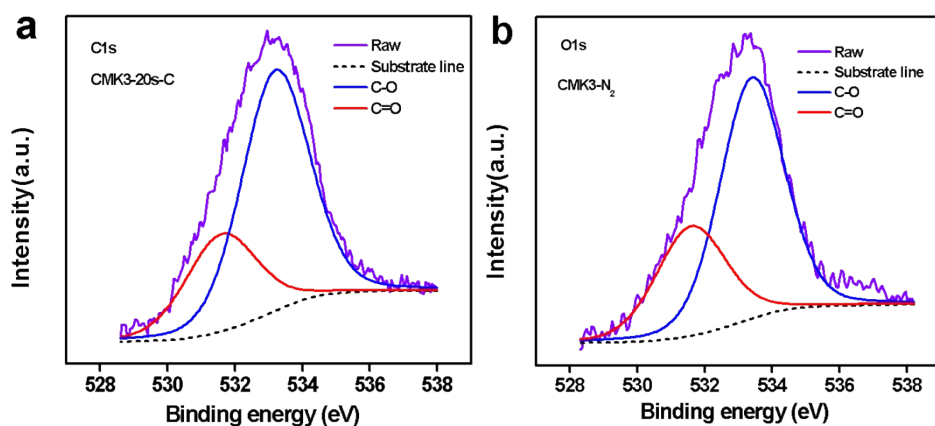 a
C1s
CMK3-20s-C
Raw
Substrate line
C-O
C=O
Intensity(a.u.)
528 530 532 534 536 538
Binding energy (eV)
b
O1s
CMK3-N₂
Raw
Substrate line
C-O
C=O
Intensity(a.u.)
528 530 532 534 536 538
Binding energy (eV)